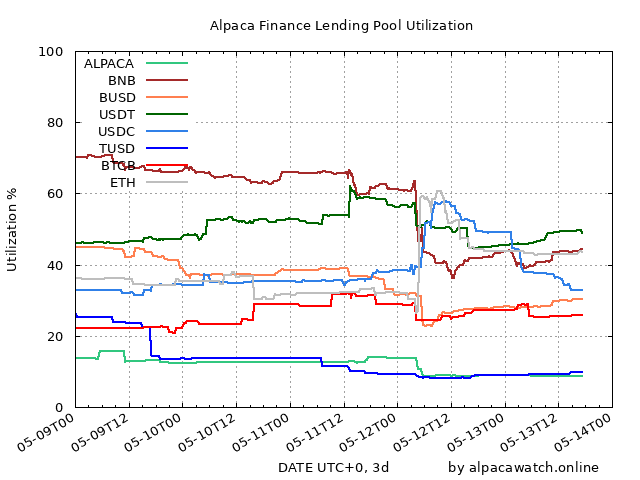 Alpaca Finance Lending Pool Utilization
100
80
60
40
20
0
Utilization %
ALPACA
BNB
BUSD
USDT
USDC
TUSD
BTCB
ETH
05-09T00
05-09T12
05-10T00
05-10T12
05-11T00
05-11T12
05-12T00
05-12T12
05-13T00
05-13T12
05-14T00
DATE UTC+0, 3d
by alpacawatch.online